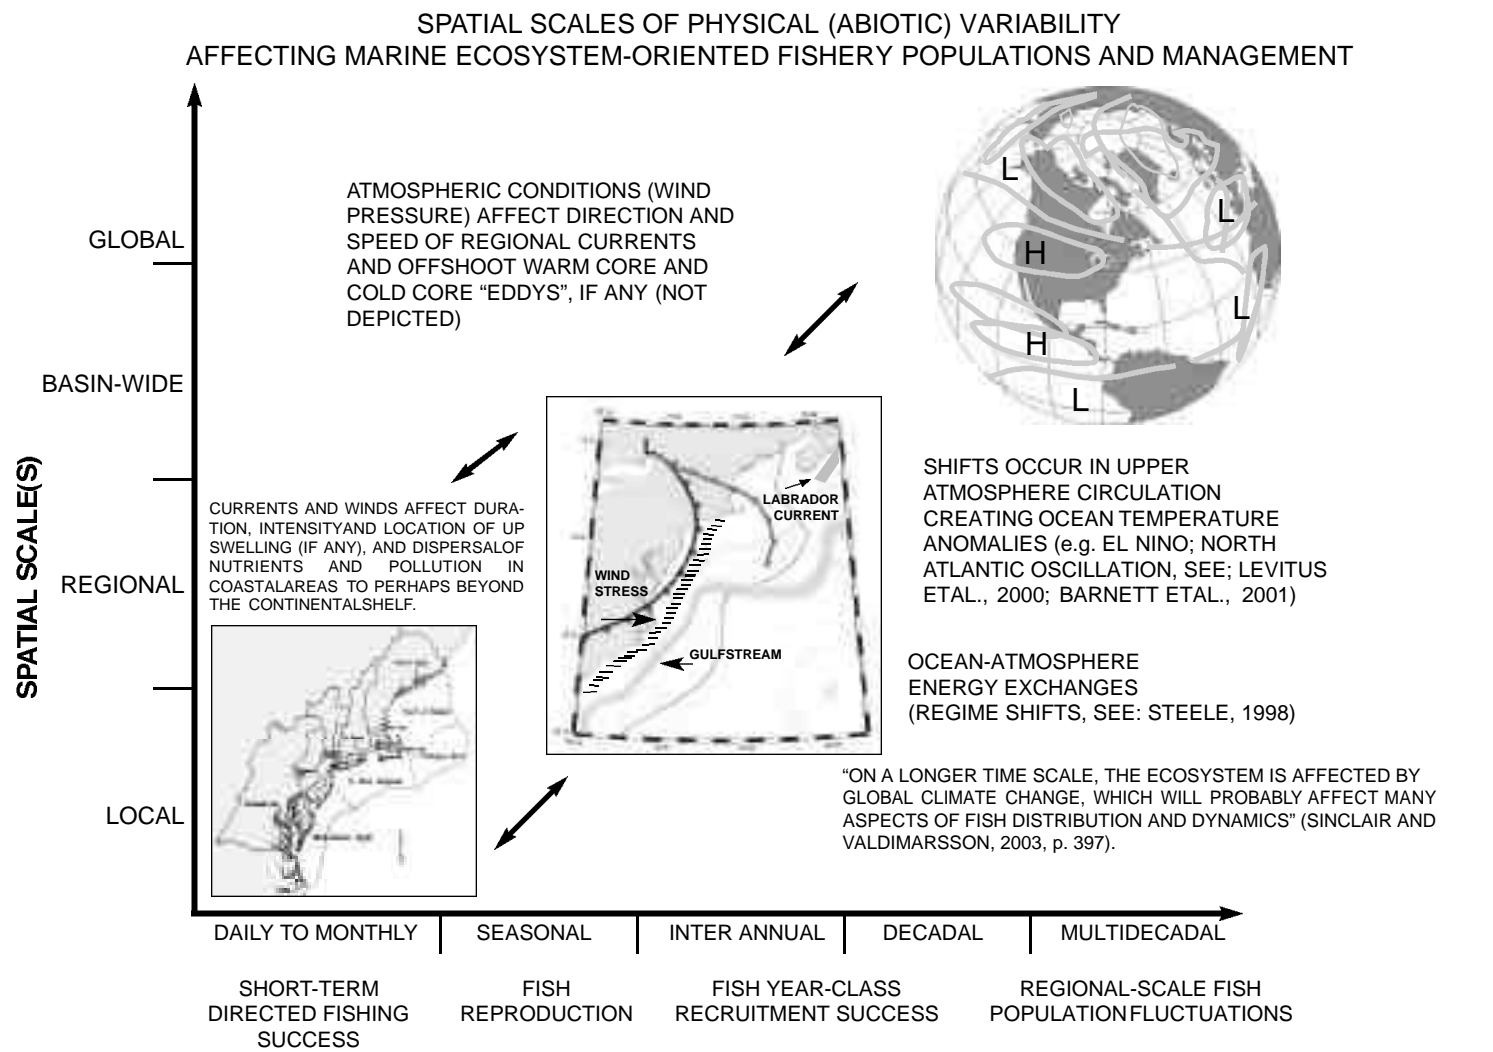 SPATIAL SCALES OF PHYSICAL (ABIOTIC) VARIABILITY
AFFECTING MARINE ECOSYSTEM-ORIENTED FISHERY POPULATIONS AND MANAGEMENT
SPATIAL SCALE(S)
GLOBAL
BASIN-WIDE
REGIONAL
LOCAL
ATMOSPHERIC CONDITIONS (WIND
PRESSURE) AFFECT DIRECTION AND
SPEED OF REGIONAL CURRENTS
AND OFFSHOOT WARM CORE AND
COLD CORE “EDDYS”, IF ANY (NOT
DEPICTED)
L
L
H
L
H
L
CURRENTS AND WINDS AFFECT DURA-
TION, INTENSITYAND LOCATION OF UP
SWELLING (IF ANY), AND DISPERSALOF
NUTRIENTS AND POLLUTION IN
COASTALAREAS TO PERHAPS BEYOND
THE CONTINENTALSHELF.
L
LABRADOR
CURRENT
WIND
STRESS
GULFSTREAM
SHIFTS OCCUR IN UPPER
ATMOSPHERE CIRCULATION
CREATING OCEAN TEMPERATURE
ANOMALIES (e.g. EL NINO; NORTH
ATLANTIC OSCILLATION, SEE; LEVITUS
ETAL., 2000; BARNETT ETAL., 2001)
OCEAN-ATMOSPHERE
ENERGY EXCHANGES
(REGIME SHIFTS, SEE: STEELE, 1998)
“ON A LONGER TIME SCALE, THE ECOSYSTEM IS AFFECTED BY
GLOBAL CLIMATE CHANGE, WHICH WILL PROBABLY AFFECT MANY
ASPECTS OF FISH DISTRIBUTION AND DYNAMICS” (SINCLAIR AND
VALDIMARSSON, 2003, p. 397).
DAILY TO MONTHLY
SEASONAL
INTER ANNUAL
DECADAL
MULTIDECADAL
SHORT-TERM
DIRECTED FISHING
SUCCESS
FISH
REPRODUCTION
FISH YEAR-CLASS
RECRUITMENT SUCCESS
REGIONAL-SCALE FISH
POPULATION FLUCTUATIONS